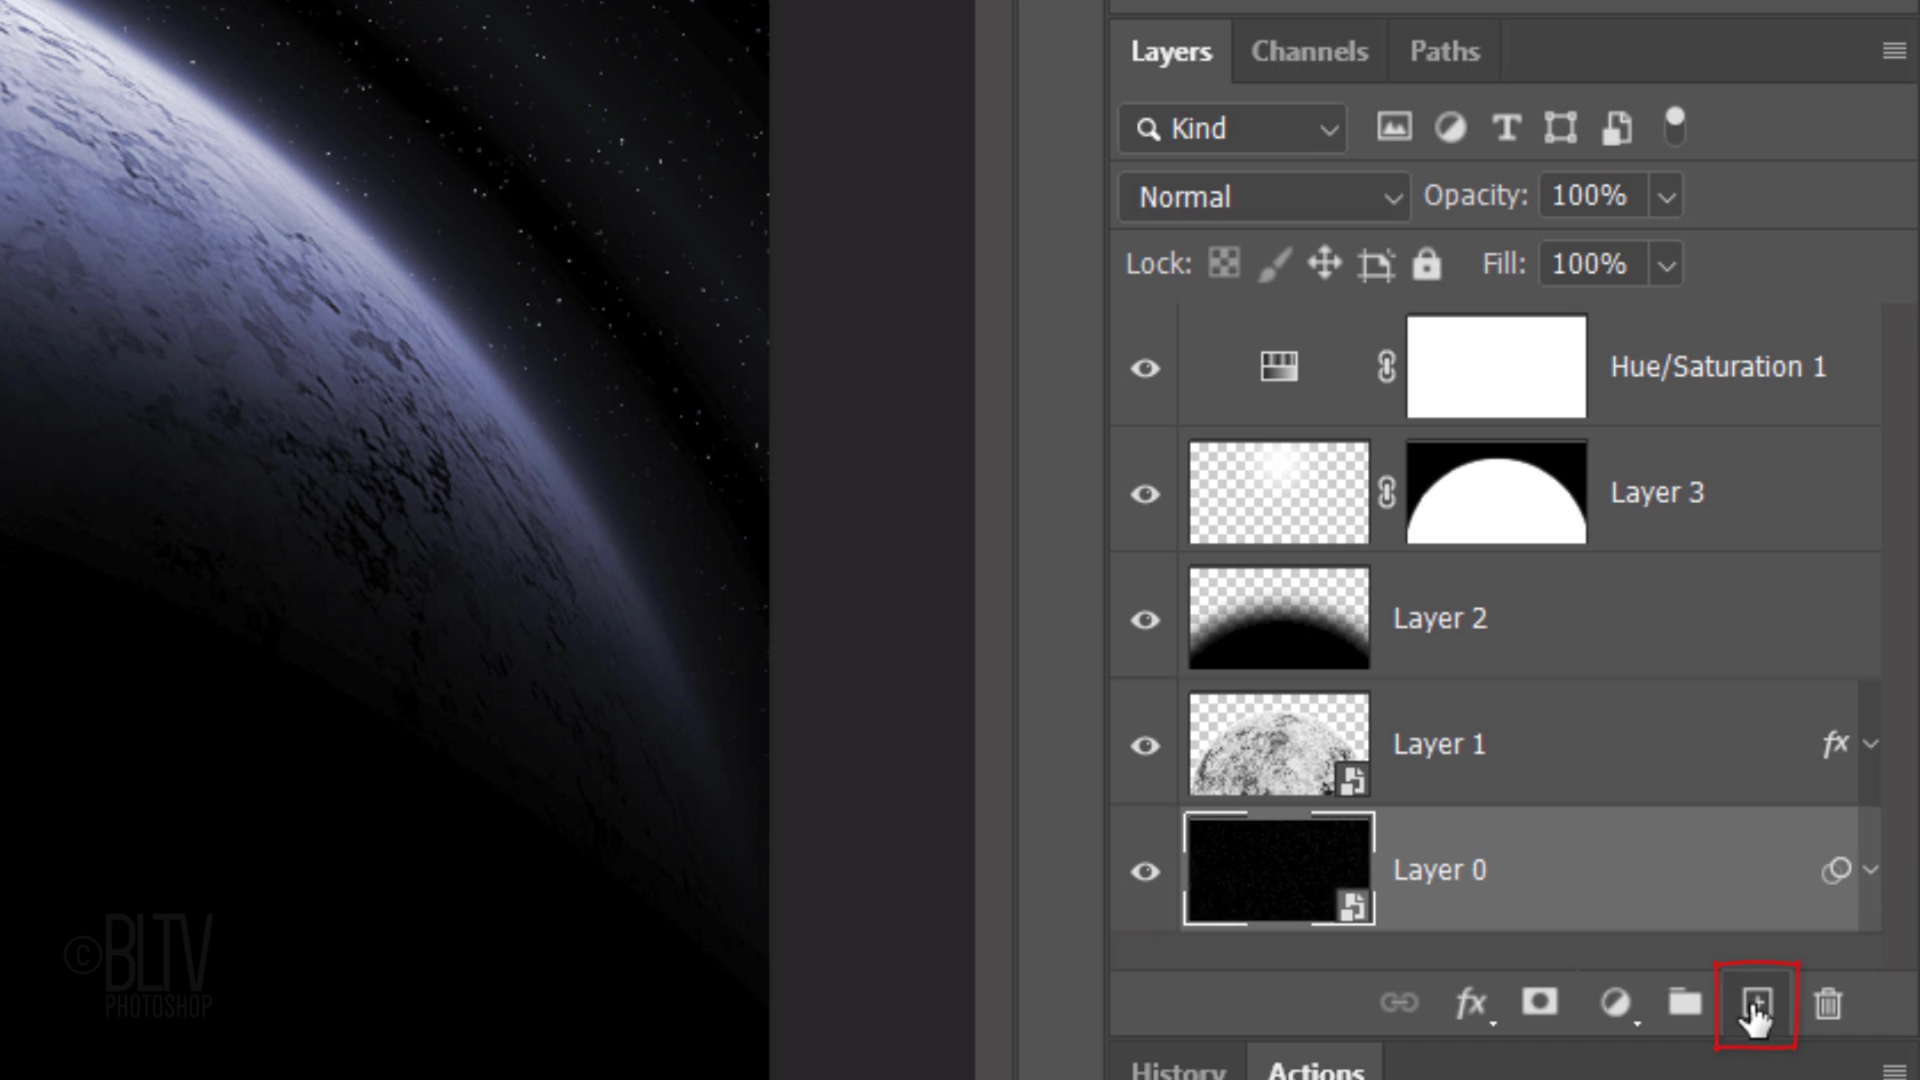 Layers Channels Paths
Kind
Normal Opacity: 100%
Lock: Fill: 100%
Hue/Saturation 1
Layer 3
Layer 2
Layer 1 fx
Layer 0
fx
©BLTV
PHOTOSHOP
History Actions